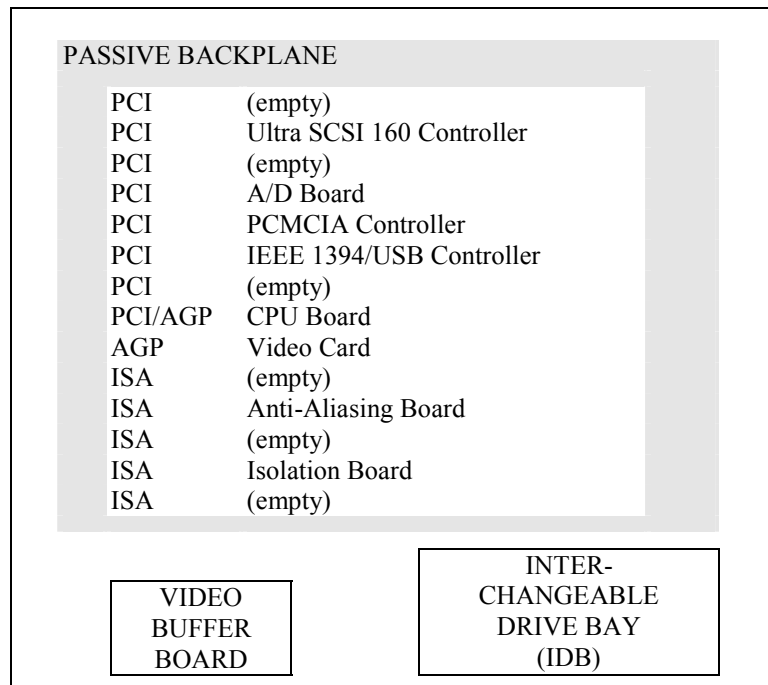 PASSIVE BACKPLANE
PCI (empty)
PCI Ultra SCSI 160 Controller
PCI (empty)
PCI A/D Board
PCI PCMCIA Controller
PCI IEEE 1394/USB Controller
PCI (empty)
PCI/AGP CPU Board
AGP Video Card
ISA (empty)
ISA Anti-Aliasing Board
ISA (empty)
ISA Isolation Board
ISA (empty)
VIDEO
BUFFER
BOARD
INTER-
CHANGEABLE
DRIVE BAY
(IDB)